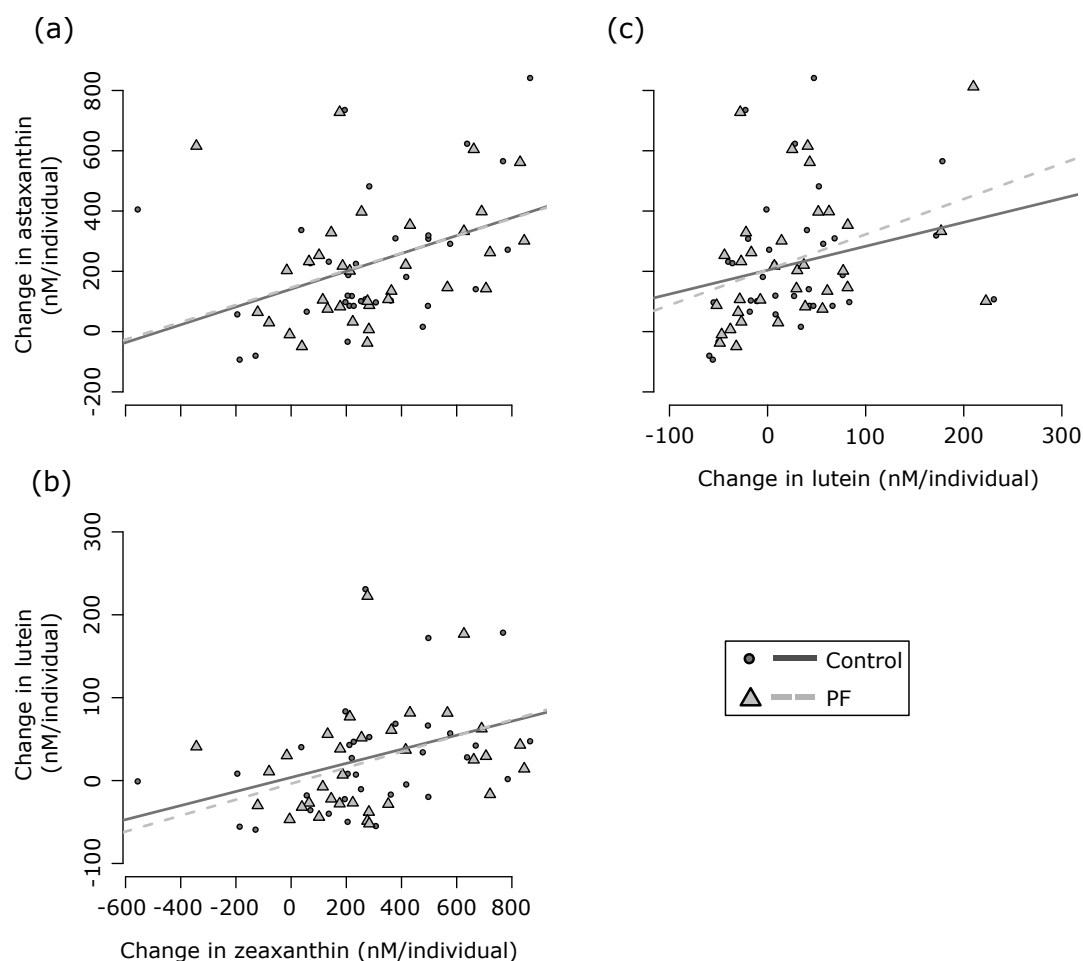 (a)
(c)
Change in astaxanthin
(nM/individual)
800
600
400
200
0
-200
-100
0
100
200
300
Change in lutein (nM/individual)
(b)
Change in lutein
(nM/individual)
300
200
100
0
-100
-600
-400
-200
0
200
400
600
800
Change in zeaxanthin (nM/individual)
Control
PF